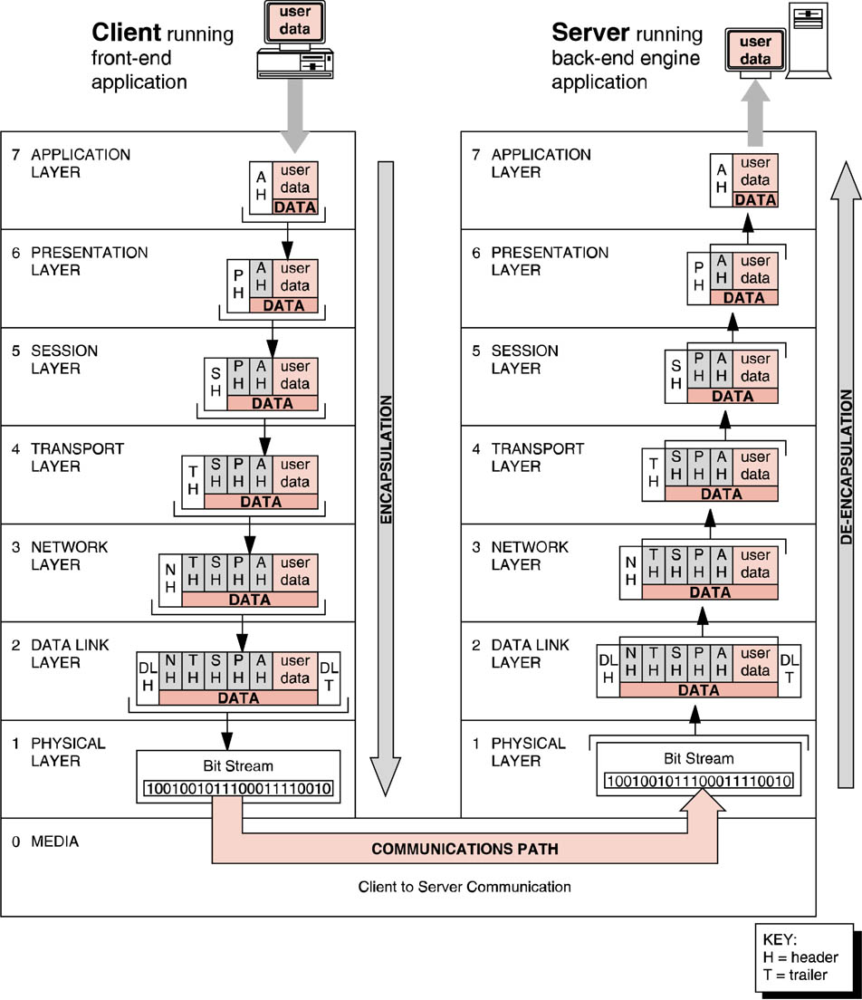 Client running
front-end
application
user
data
Server running
back-end engine
application
user
data
7 APPLICATION
LAYER
A
H
user
data
DATA
6 PRESENTATION
LAYER
P
H
A
H
user
data
DATA
5 SESSION
LAYER
S
H
P
H
A
H
user
data
DATA
4 TRANSPORT
LAYER
T
H
S
H
P
H
A
H
user
data
DATA
3 NETWORK
LAYER
N
H
T
H
S
H
P
H
A
H
user
data
DATA
2 DATA LINK
LAYER
DL
H
N
H
T
H
S
H
P
H
A
H
user
data
DL
T
DATA
1 PHYSICAL
LAYER
Bit Stream
1001001011100011110010
ENCAPSULATION
7 APPLICATION
LAYER
A
H
user
data
DATA
6 PRESENTATION
LAYER
P
H
A
H
user
data
DATA
5 SESSION
LAYER
S
H
P
H
A
H
user
data
DATA
4 TRANSPORT
LAYER
T
H
S
H
P
H
A
H
user
data
DATA
3 NETWORK
LAYER
N
H
T
H
S
H
P
H
A
H
user
data
DATA
2 DATA LINK
LAYER
DL
H
N
H
T
H
S
H
P
H
A
H
user
data
DL
T
DATA
1 PHYSICAL
LAYER
Bit Stream
1001001011100011110010
DE-ENCAPSULATION
0 MEDIA
COMMUNICATIONS PATH
Client to Server Communication
KEY:
H = header
T = trailer